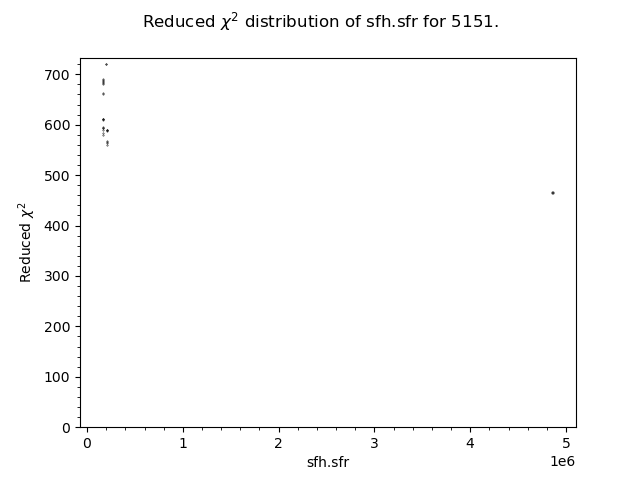 Reduced χ² distribution of sfh.sfr for 5151.
700
600
500
400
300
200
100
0
Reduced χ²
0 1 2 3 4 5
1e6
sfh.sfr